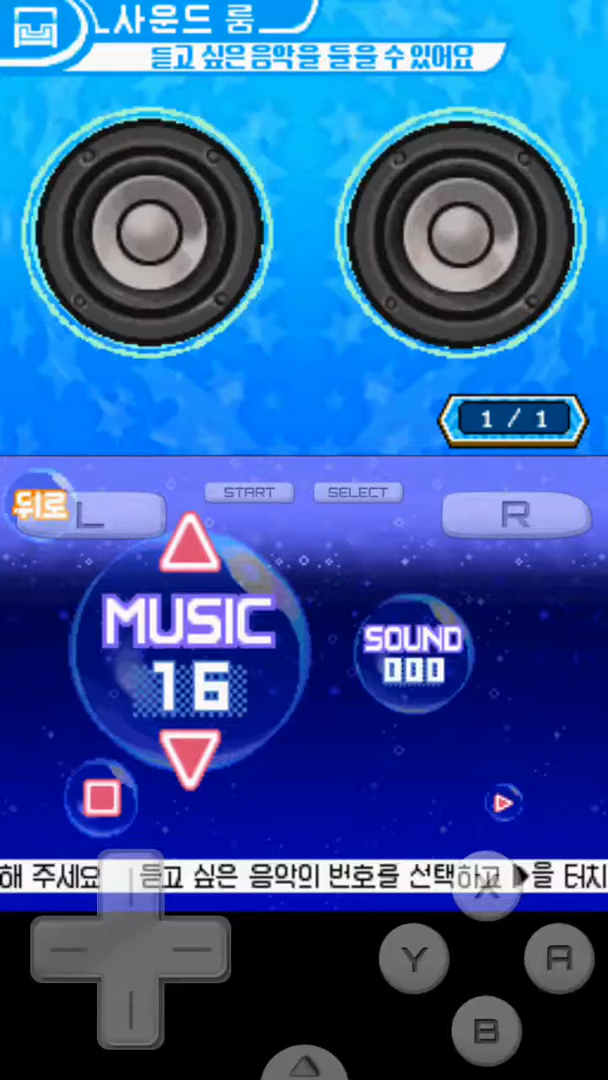 사운드 룸
듣고 싶은 음악을 들을 수 있어요
1 / 1
뒤로
L
START
SELECT
R
MUSIC
16
SOUND
000
해 주세요 듣고 싶은 음악의 번호를 선택하고 ▶을 터치
X
Y
A
B